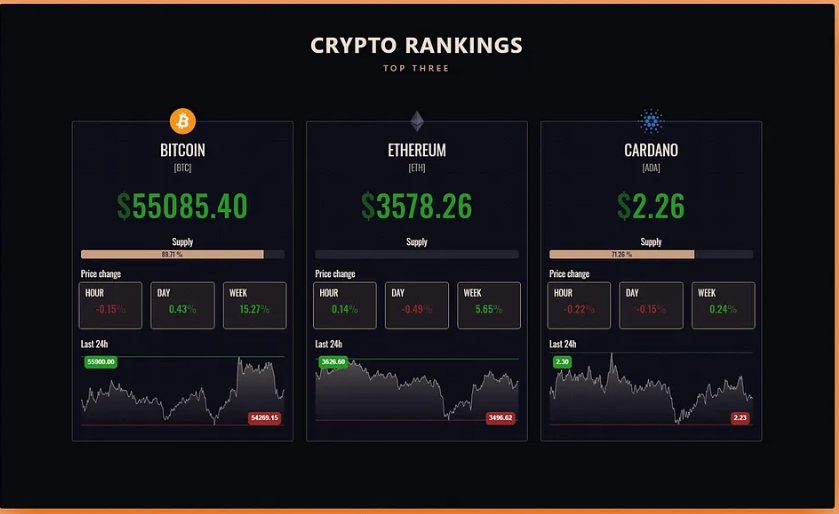 CRYPTO RANKINGS
TOP THREE
BITCOIN
[BTC]
$55085.40
Supply
89.71 %
Price change
HOUR
-0.15%
DAY
0.43%
WEEK
15.27%
Last 24h
55900.00
54269.15
ETHEREUM
[ETH]
$3578.26
Supply
Price change
HOUR
0.14%
DAY
-0.49%
WEEK
5.65%
Last 24h
3626.60
3496.62
CARDANO
[ADA]
$2.26
Supply
71.26 %
Price change
HOUR
-0.22%
DAY
-0.15%
WEEK
0.24%
Last 24h
2.30
2.23